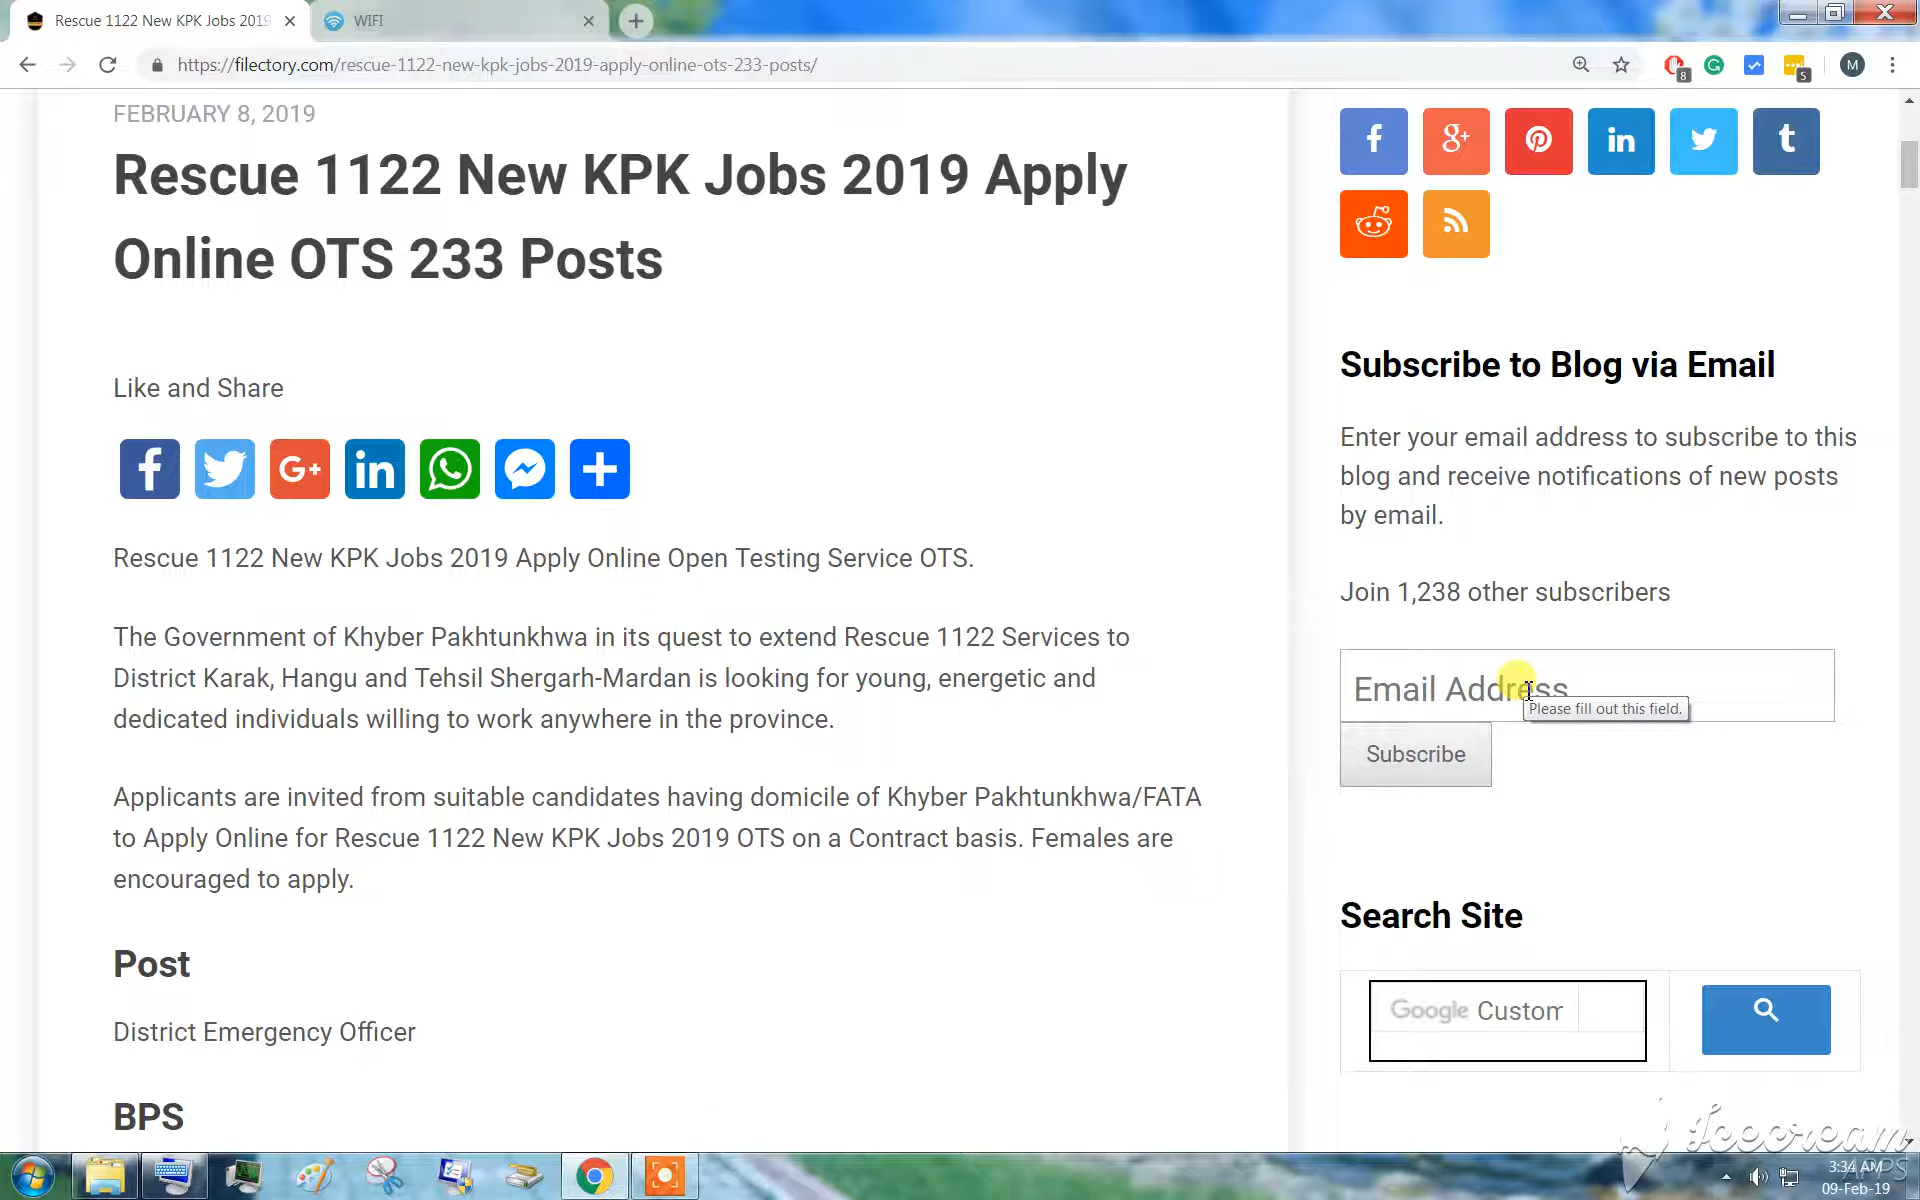 Rescue 1122 New KPK Jobs 2019
WIFI
https://filectory.com/rescue-1122-new-kpk-jobs-2019-apply-online-ots-233-posts/
8
5
M
FEBRUARY 8, 2019
Rescue 1122 New KPK Jobs 2019 Apply
Online OTS 233 Posts
Like and Share
Rescue 1122 New KPK Jobs 2019 Apply Online Open Testing Service OTS.
The Government of Khyber Pakhtunkhwa in its quest to extend Rescue 1122 Services to
District Karak, Hangu and Tehsil Shergarh-Mardan is looking for young, energetic and
dedicated individuals willing to work anywhere in the province.
Applicants are invited from suitable candidates having domicile of Khyber Pakhtunkhwa/FATA
to Apply Online for Rescue 1122 New KPK Jobs 2019 OTS on a Contract basis. Females are
encouraged to apply.
Post
District Emergency Officer
BPS
Subscribe to Blog via Email
Enter your email address to subscribe to this
blog and receive notifications of new posts
by email.
Join 1,238 other subscribers
Email Address
Please fill out this field.
Subscribe
Search Site
Google Custom
Icecream
APPS
3:34 AM
09-Feb-19